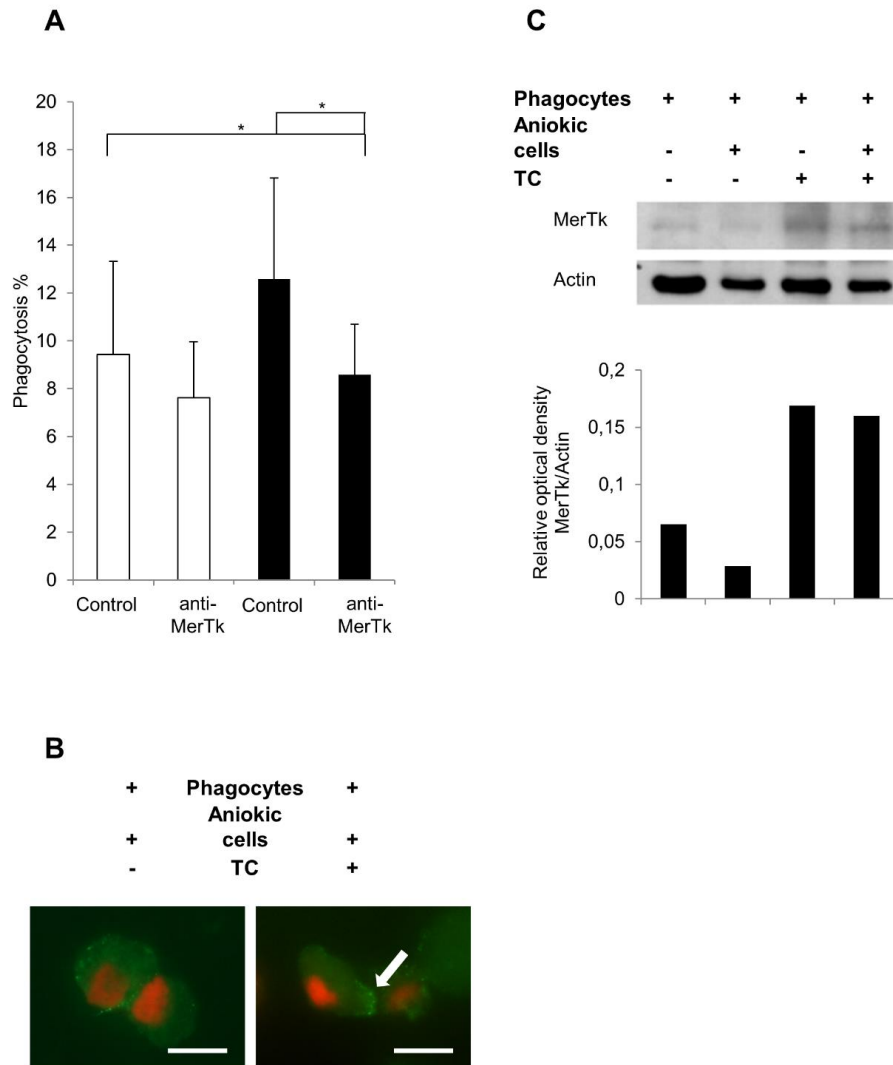 A
20
18
16
14
12
10
8
6
4
2
0
Phagocytosis %
*
*
Control
anti-
MerTk
Control
anti-
MerTk
C
Phagocytes + + + +
Aniokic
cells - + - +
TC - - + +
MerTk
Actin
Relative optical density
MerTk/Actin
0,2
0,15
0,1
0,05
0
B
+ Phagocytes +
Aniokic
+ cells +
- TC +